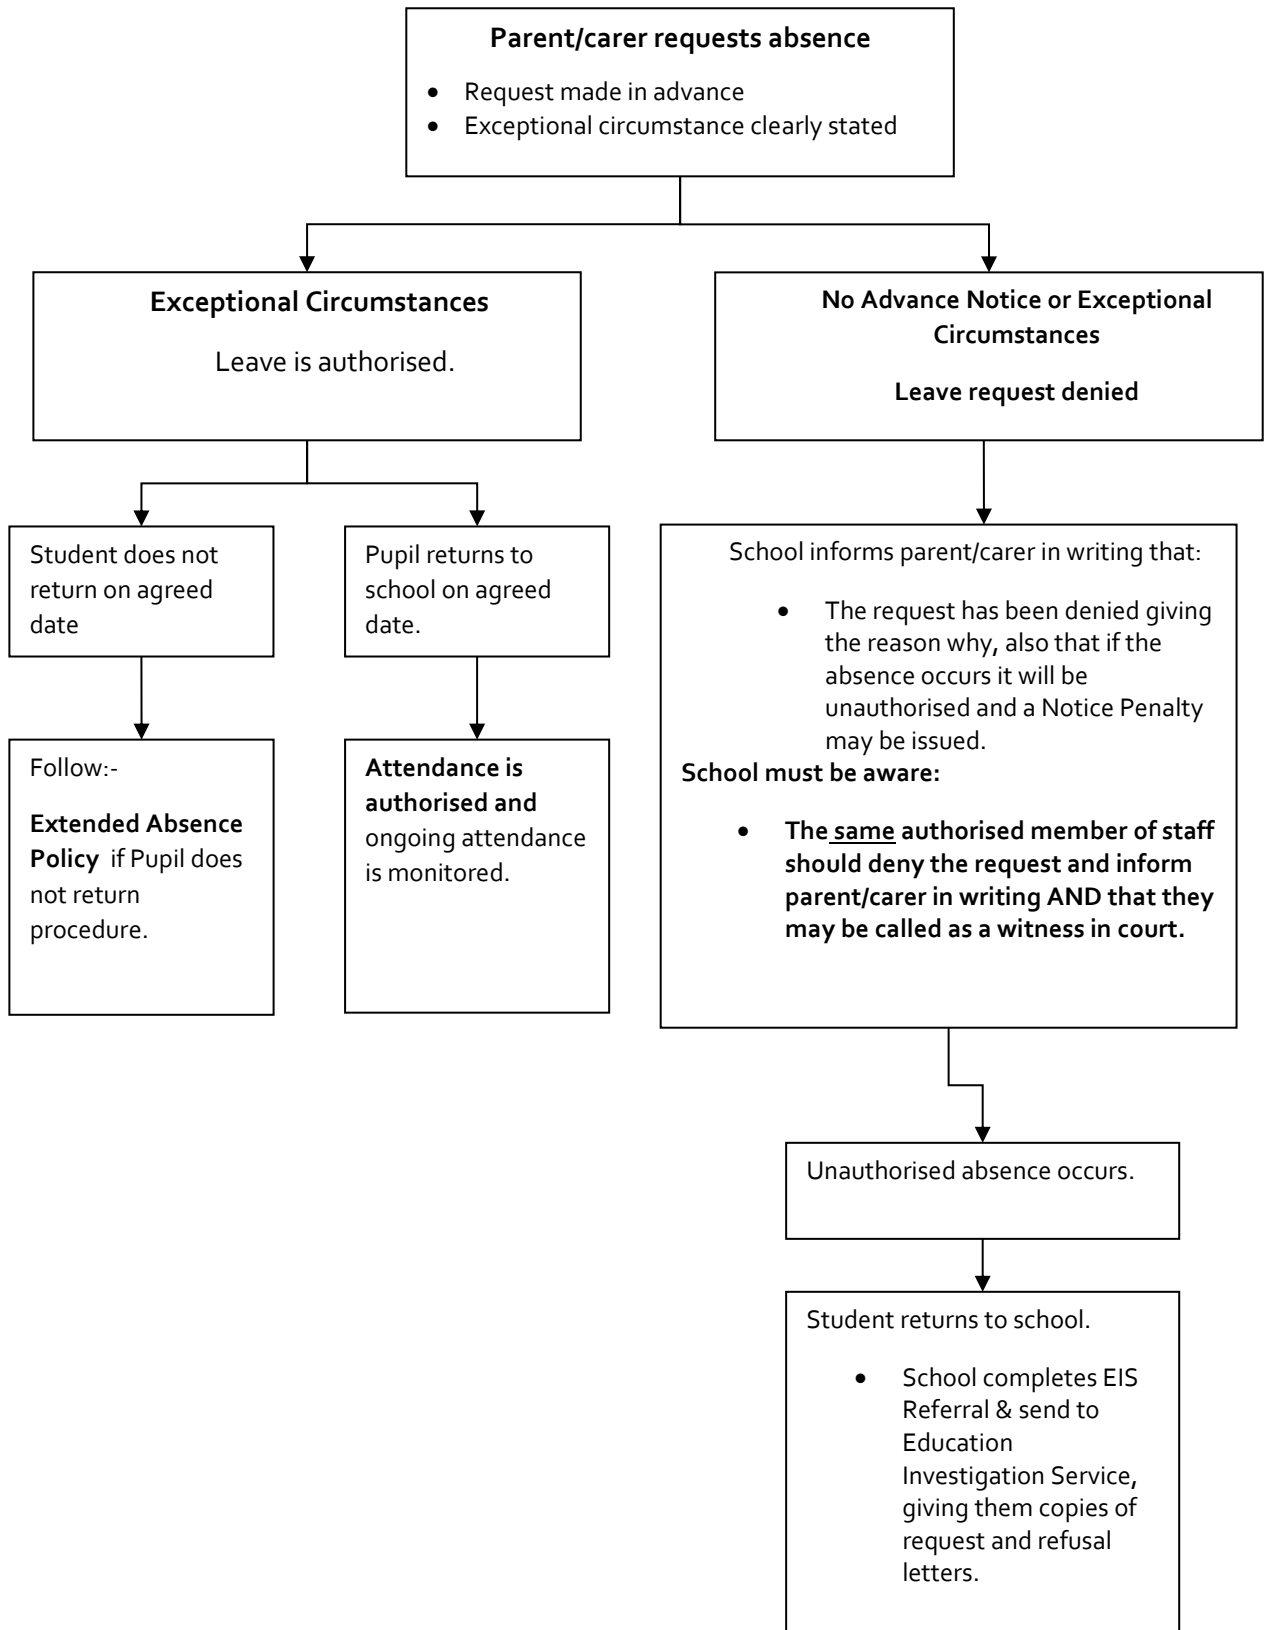 Parent/carer requests absence
• Request made in advance
• Exceptional circumstance clearly stated
Exceptional Circumstances
Leave is authorised.
No Advance Notice or Exceptional
Circumstances
Leave request denied
Student does not
return on agreed
date
Pupil returns to
school on agreed
date.
School informs parent/carer in writing that:
• The request has been denied giving
the reason why, also that if the
absence occurs it will be
unauthorised and a Notice Penalty
may be issued.
School must be aware:
• The same authorised member of staff
should deny the request and inform
parent/carer in writing AND that they
may be called as a witness in court.
Follow:-
Extended Absence
Policy if Pupil does
not return
procedure.
Attendance is
authorised and
ongoing attendance
is monitored.
Unauthorised absence occurs.
Student returns to school.
• School completes EIS
Referral & send to
Education
Investigation Service,
giving them copies of
request and refusal
letters.